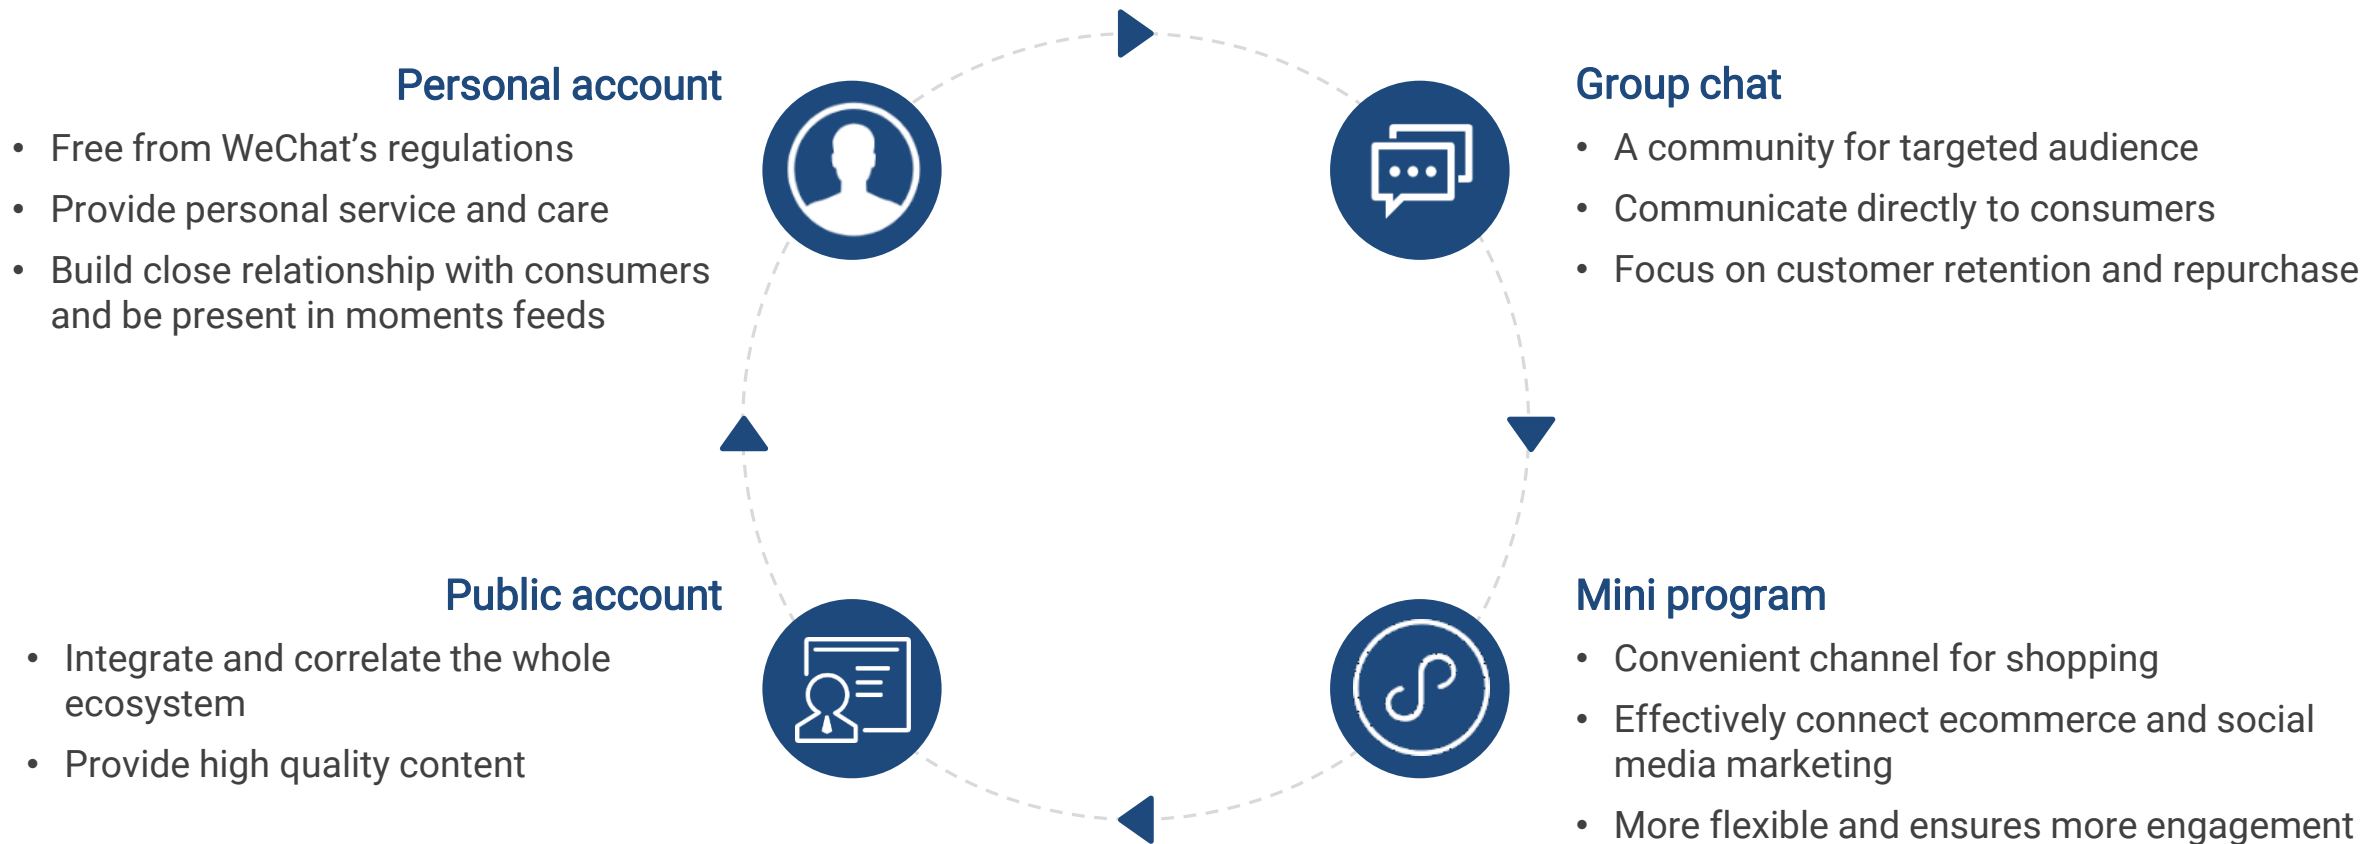 Personal account
• Free from WeChat’s regulations
• Provide personal service and care
• Build close relationship with consumers
and be present in moments feeds
Group chat
• A community for targeted audience
• Communicate directly to consumers
• Focus on customer retention and repurchase
Public account
• Integrate and correlate the whole
ecosystem
• Provide high quality content
Mini program
• Convenient channel for shopping
• Effectively connect ecommerce and social
media marketing
• More flexible and ensures more engagement